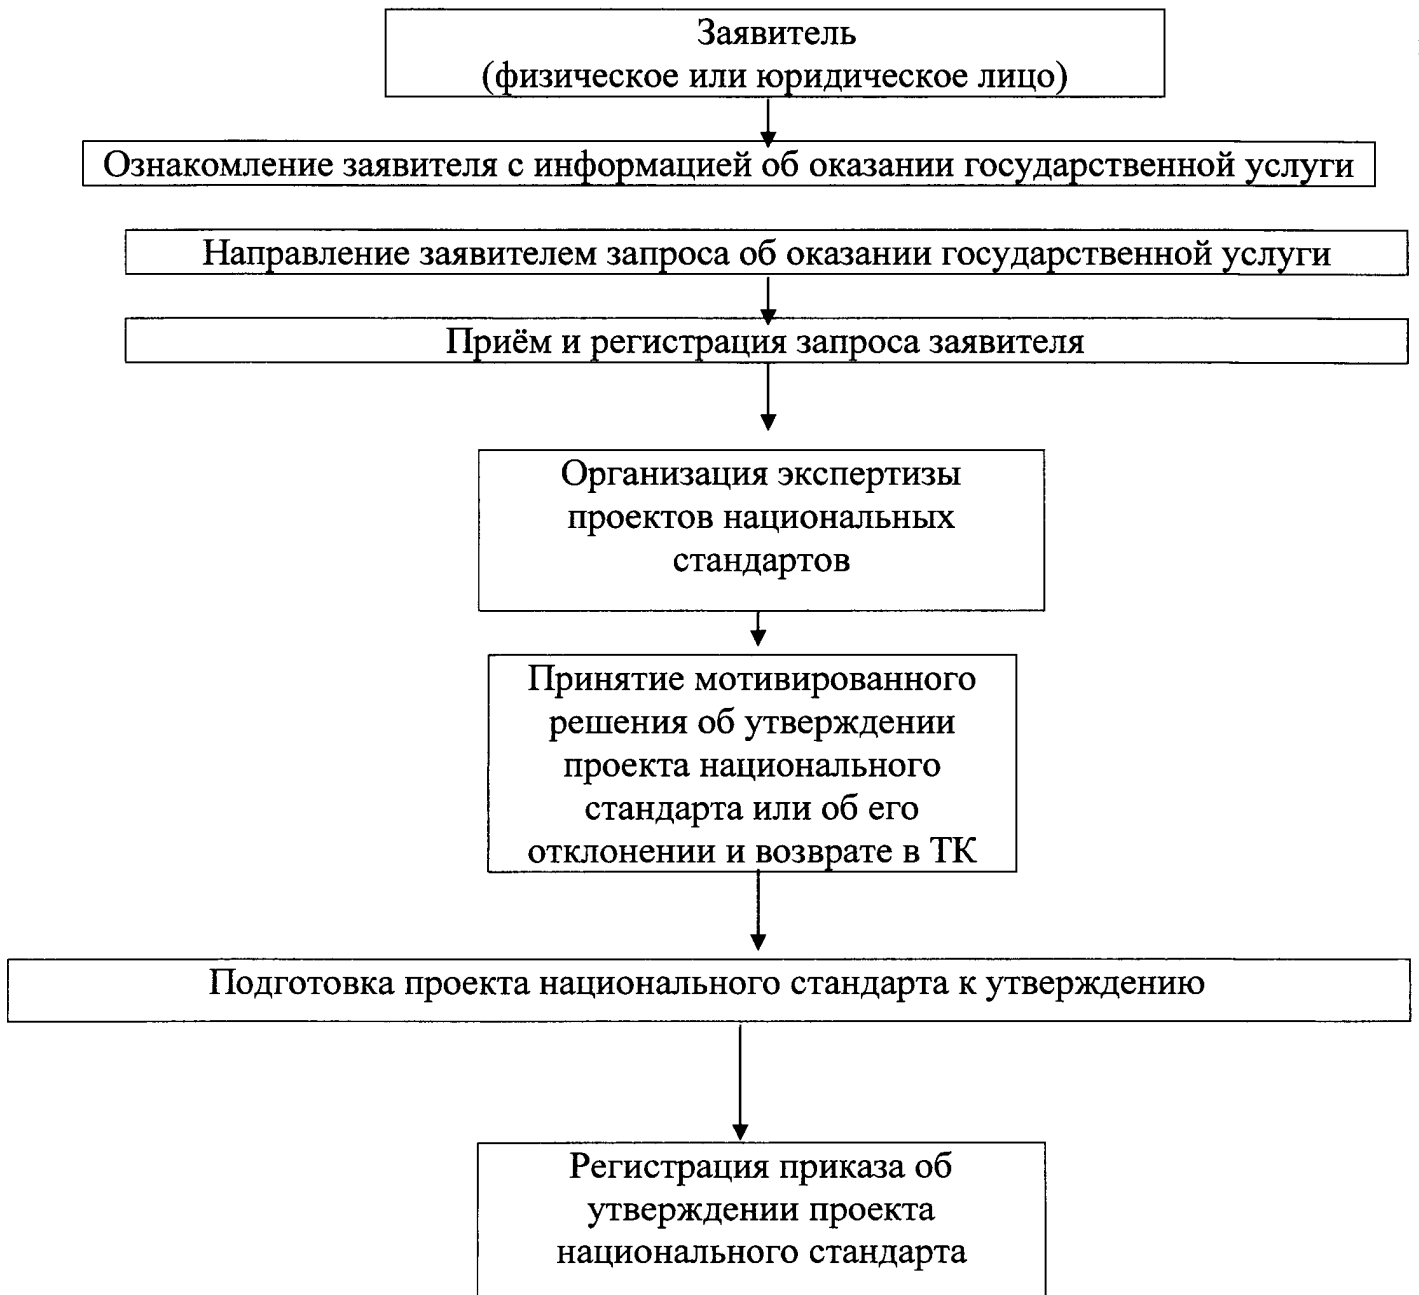 Заявитель
(физическое или юридическое лицо)
Ознакомление заявителя с информацией об оказании государственной услуги
Направление заявителем запроса об оказании государственной услуги
Приём и регистрация запроса заявителя
Организация экспертизы
проектов национальных
стандартов
Принятие мотивированного
решения об утверждении
проекта национального
стандарта или об его
отклонении и возврате в ТК
Подготовка проекта национального стандарта к утверждению
Регистрация приказа об
утверждении проекта
национального стандарта